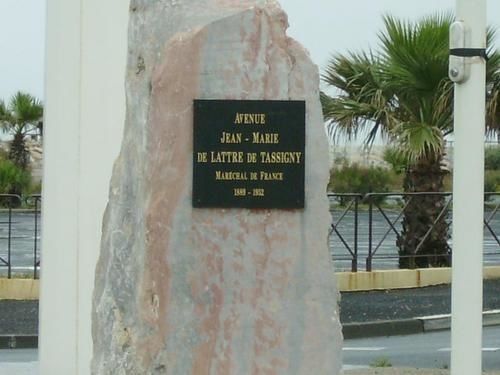 AVENUE
JEAN - MARIE
DE LATTRE DE TASSIGNY
MARÉCHAL DE FRANCE
1889 - 1952